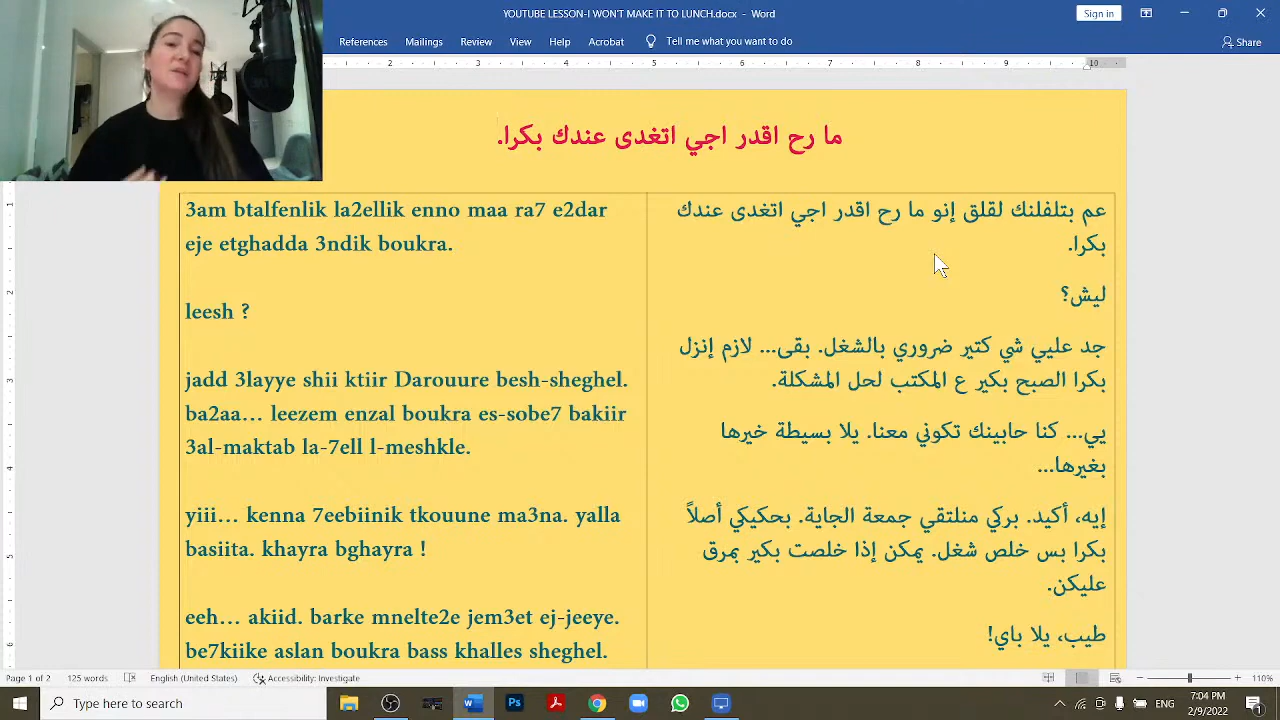 YOUTUBE LESSON-I WON'T MAKE IT TO LUNCH.docx - Word
Sign in
References Mailings Review View Help Acrobat Tell me what you want to do
Share
ما رح اقدر اجي اتغدى عندك بكرا.
3am btalfenlik la2ellik enno maa ra7 e2dar
eje etghadda 3ndik boukra.
leesh ?
jadd 3layye shii ktiir Darouure besh-sheghel.
ba2aa… leezem enzal boukra es-sobe7 bakiir
3al-maktab la-7ell l-meshkle.
yiii… kenna 7eebiinik tkouune ma3na. yalla
basiita. khayra bghayra !
eeh… akiid. barke mnelte2e jem3et ej-jeeye.
be7kiike aslan boukra bass khalles sheghel.
عم بتلفلنك لقلق إنو ما رح اقدر اجي اتغدى عندك
بكرا.
ليش؟
جد عليي شي كتير ضروري بالشغل. بقى... لازم إنزل
بكرا الصبح بكير ع المكتب لحل المشكلة.
يي... كنا حابينك تكوني معنا. يلا بسيطة خيرها
بغيرها...
إيه، أكيد. بركي منلتقي جمعة الجاية. بحكيكي أصلاً
بكرا بس خلص شغل. يمكن إذا خلصت بكير بمرق
عليكن.
طيب، يلا باي!
Page 1 of 2 125 words English (United States) Accessibility: Investigate
110%
Type here to search
ENG
7:04 PM
2/9/2022